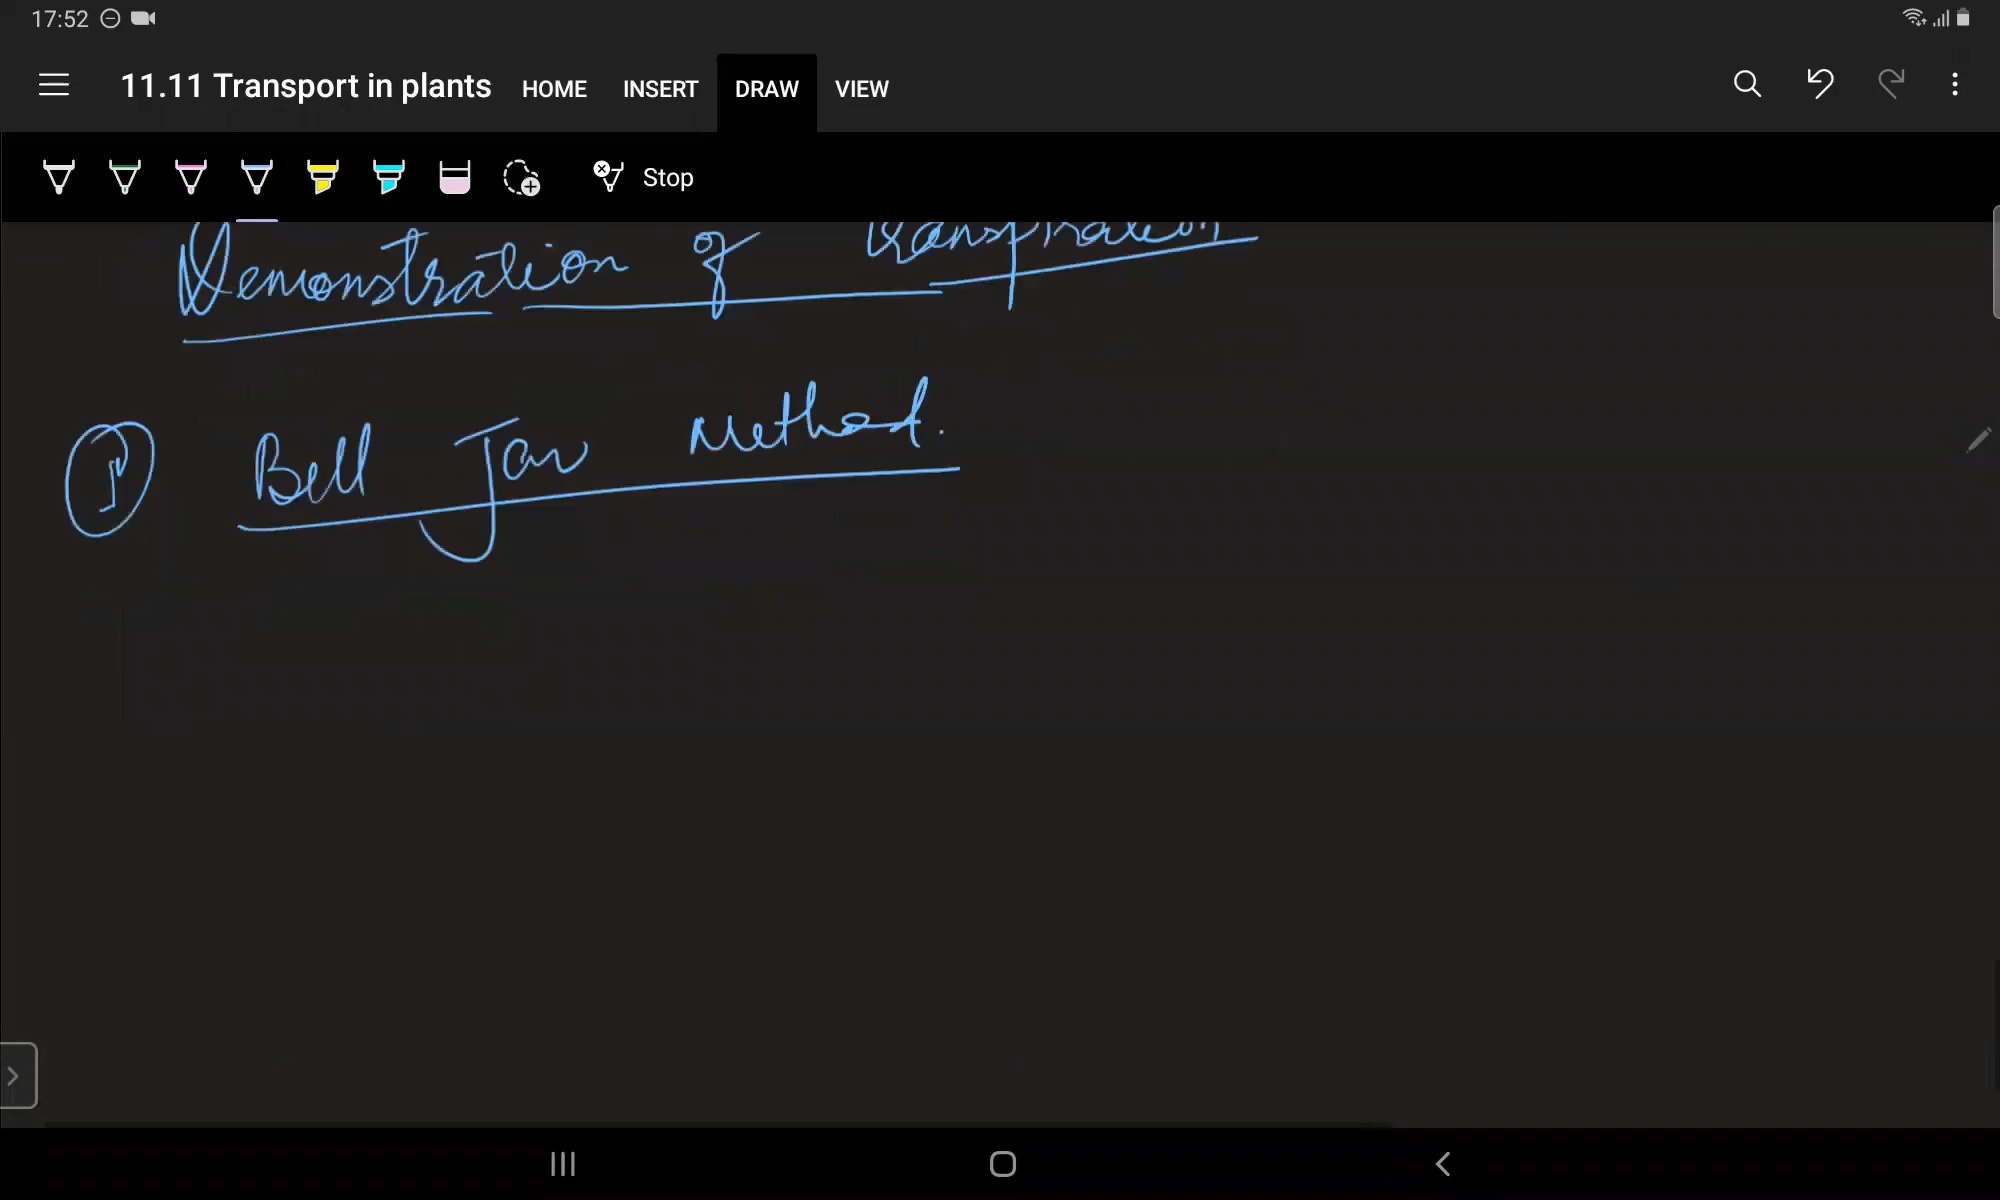 17:52
11.11 Transport in plants HOME INSERT DRAW VIEW
Stop
Demonstration of transpiration
① Bell Jar Method.